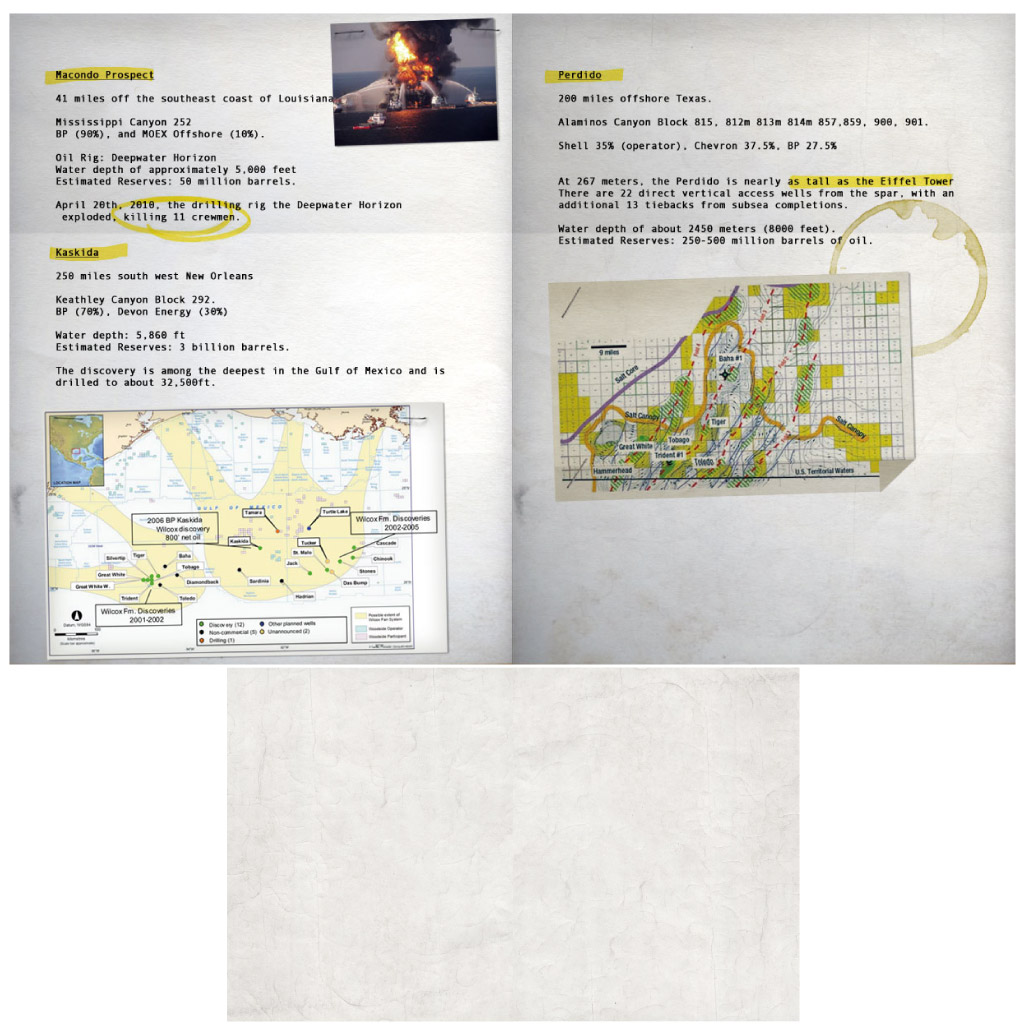 Macondo Prospect
41 miles off the southeast coast of Louisiana
Mississippi Canyon 252
BP (90%), and MOEX Offshore (10%).
Oil Rig: Deepwater Horizon
Water depth of approximately 5,000 feet
Estimated Reserves: 50 million barrels.
April 20th, 2010, the drilling rig the Deepwater Horizon
exploded, killing 11 crewmen.
Kaskida
250 miles south west New Orleans
Keathley Canyon Block 292.
BP (70%), Devon Energy (30%)
Water depth: 5,860 ft
Estimated Reserves: 3 billion barrels.
The discovery is among the deepest in the Gulf of Mexico and is
drilled to about 32,500ft.
LOCATION MAP
GULF OF MEXICO
2006 BP Kaskida
Wilcox discovery
800' net oil
Tamara
Turtle Lake
Wilcox Fm. Discoveries
2002-2005
Kaskida
Tucker
Cascade
St. Malo
Chinook
Jack
Stones
Das Bump
Silvertip
Tiger
Baha
Tobago
Great White
Great White W.
Diamondback
Sardinia
Hadrian
Trident
Toledo
Wilcox Fm. Discoveries
2001-2002
Discovery (12)
Non-commercial (5)
Drilling (1)
Other planned wells
Unannounced (2)
Possible extent of
Wilcox Fan System
Woodside Operator
Woodside Participant
Perdido
200 miles offshore Texas.
Alaminos Canyon Block 815, 812m 813m 814m 857,859, 900, 901.
Shell 35% (operator), Chevron 37.5%, BP 27.5%
At 267 meters, the Perdido is nearly as tall as the Eiffel Tower
There are 22 direct vertical access wells from the spar, with an
additional 13 tiebacks from subsea completions.
Water depth of about 2450 meters (8000 feet).
Estimated Reserves: 250-500 million barrels of oil.
9 miles
Salt Core
Baha #1
Salt Canopy
Tiger
Salt Canopy
Great White
Tobago
Trident #1
Toledo
Hammerhead
U.S. Territorial Waters